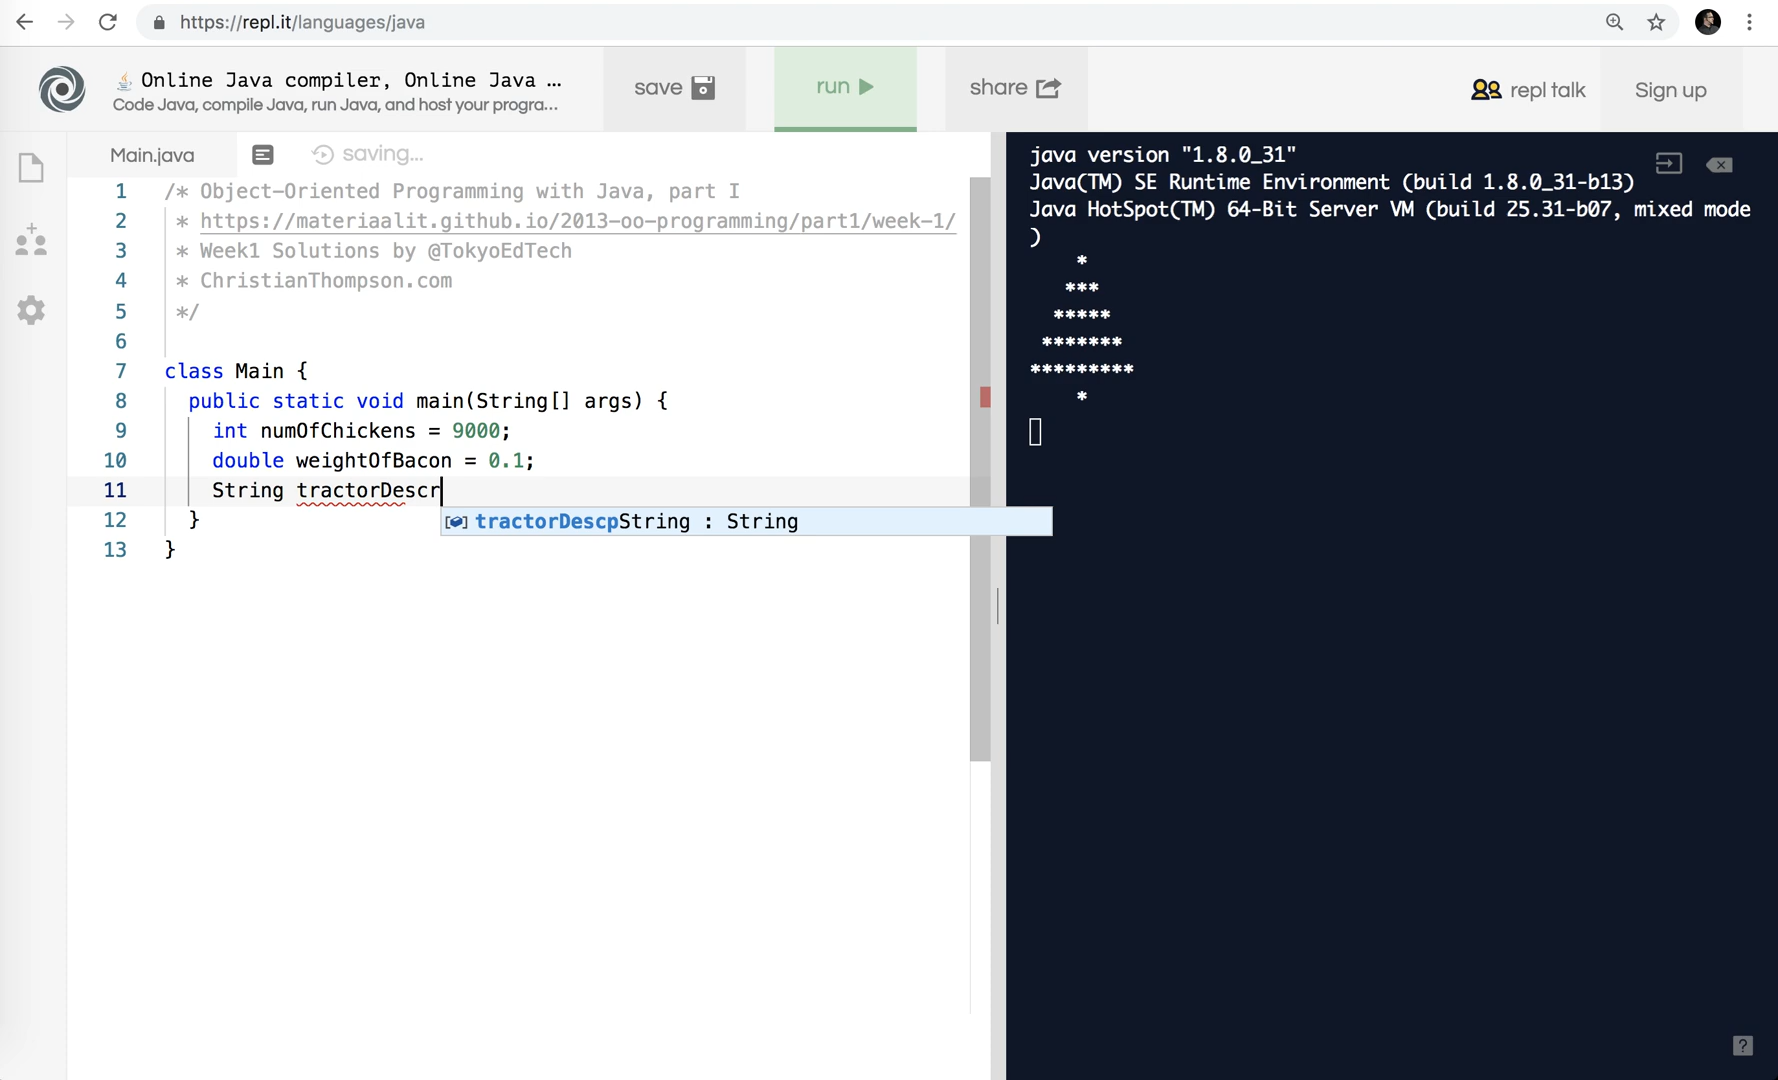 https://repl.it/languages/java
Online Java compiler, Online Java ...
Code Java, compile Java, run Java, and host your progra...
save
run
share
repl talk
Sign up
Main.java
saving...
1 /* Object-Oriented Programming with Java, part I
2 * https://materiaalit.github.io/2013-oo-programming/part1/week-1/
3 * Week1 Solutions by @TokyoEdTech
4 * ChristianThompson.com
5 */
6
7 class Main {
8 public static void main(String[] args) {
9 int numOfChickens = 9000;
10 double weightOfBacon = 0.1;
11 String tractorDescr
tractorDescpString : String
12 }
13 }
java version "1.8.0_31"
Java(TM) SE Runtime Environment (build 1.8.0_31-b13)
Java HotSpot(TM) 64-Bit Server VM (build 25.31-b07, mixed mode
)
*
***
*****
*******
*********
*
?